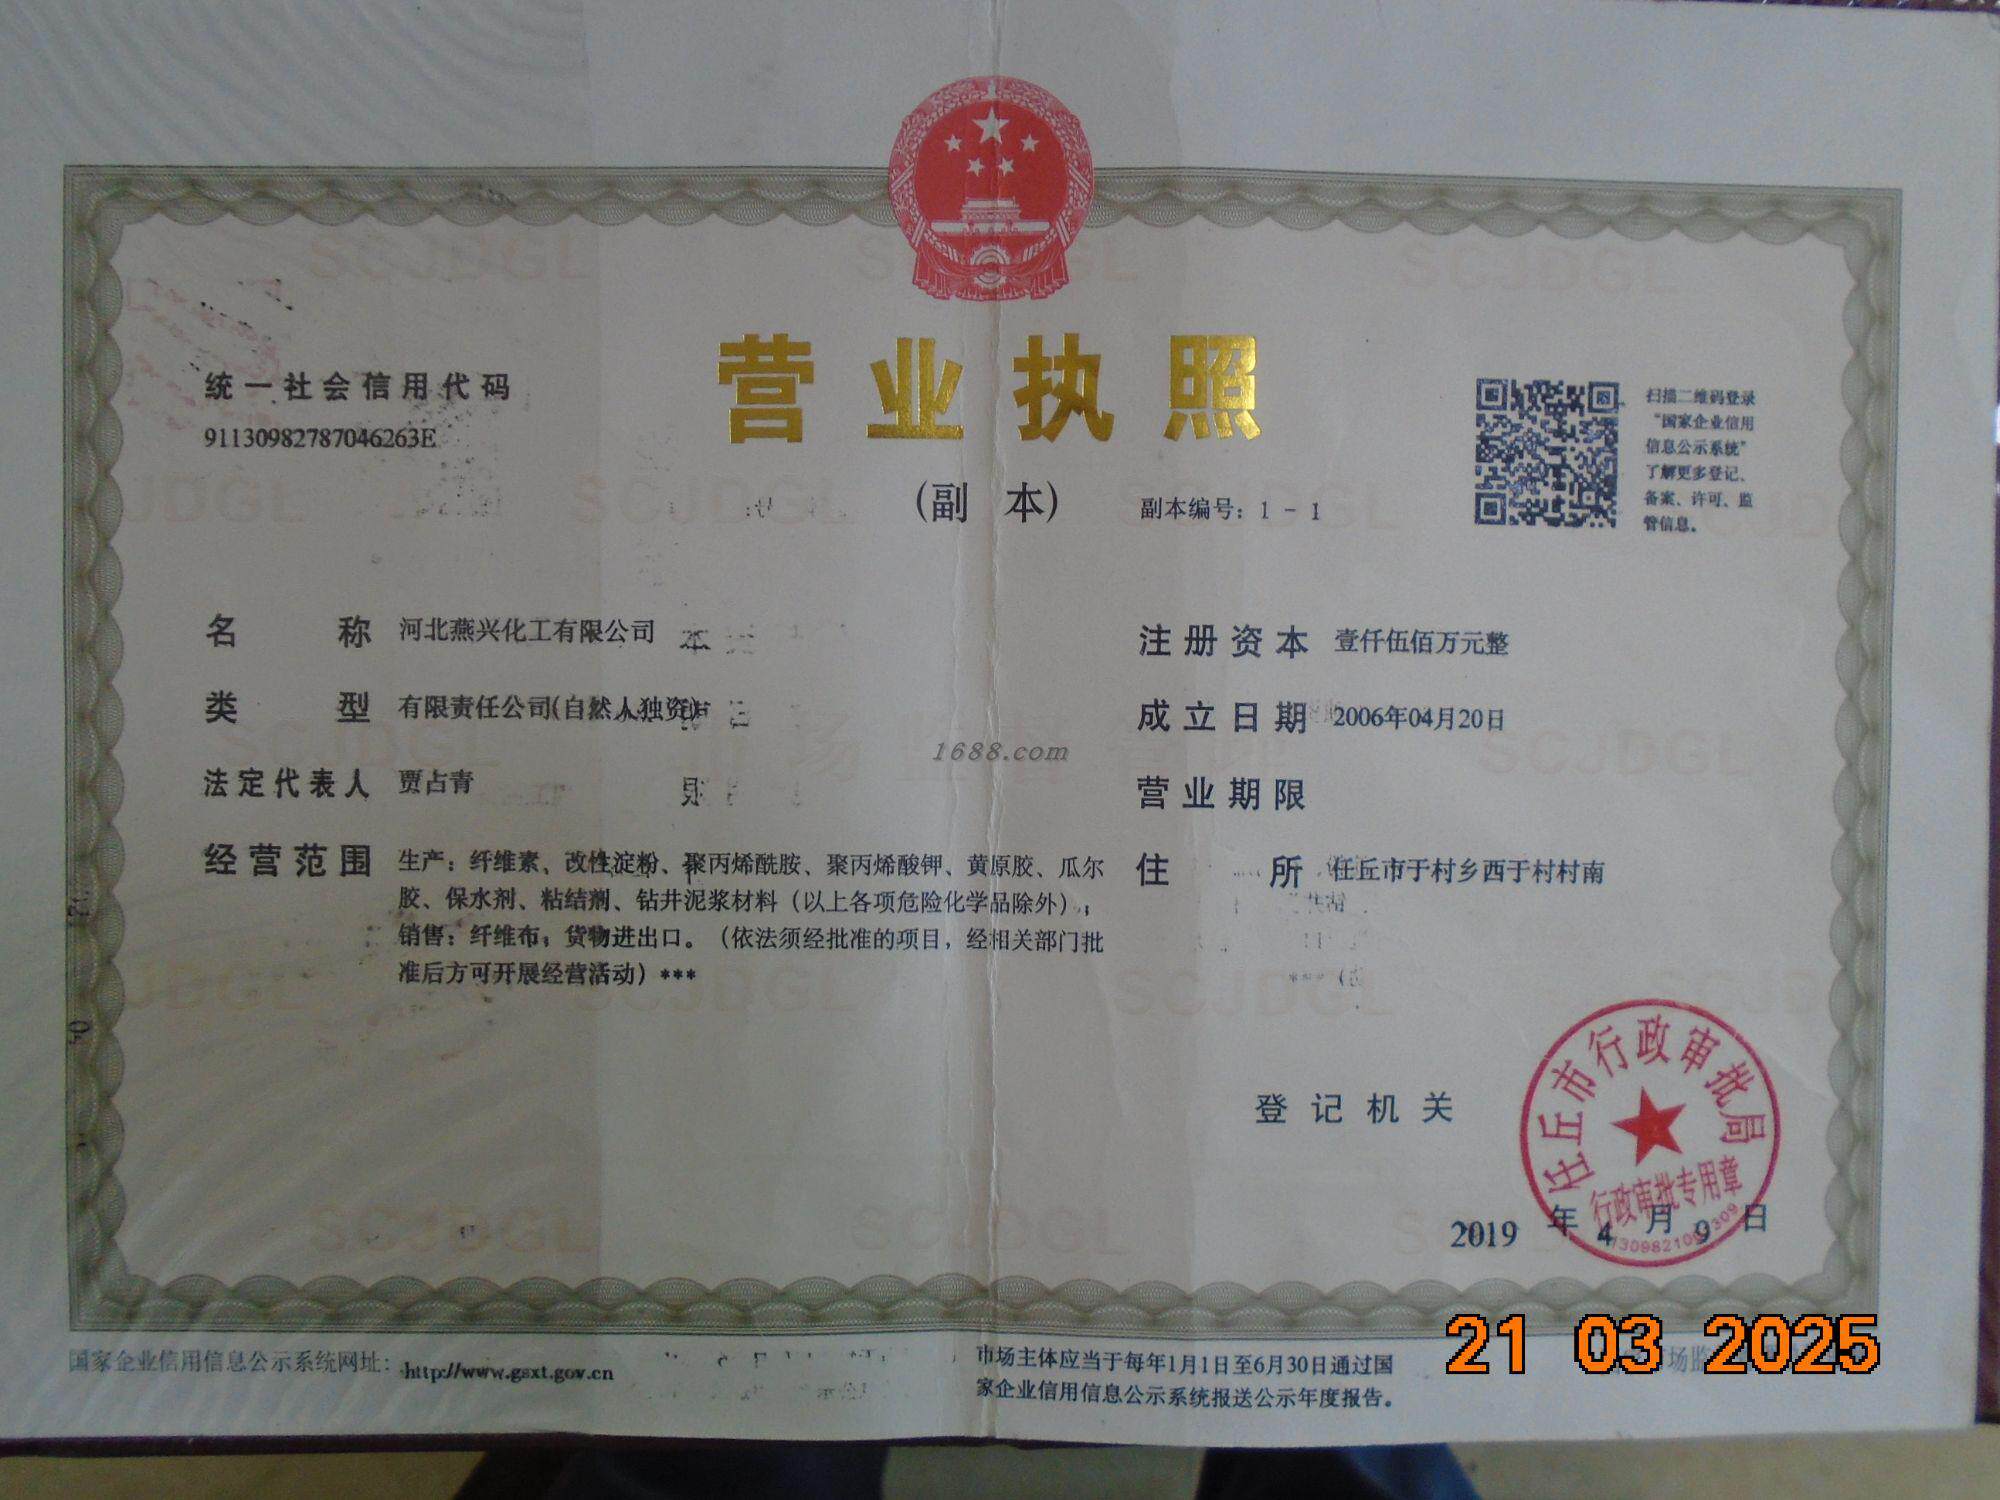 营业执照
(副 本)
副本编号：1－1
统一社会信用代码
91130982787046263E
扫描二维码登录
“国家企业信用
信息公示系统”
了解更多登记、
备案、许可、监
管信息。
名 称 河北燕兴化工有限公司
类 型 有限责任公司(自然人独资)
法定代表人 贾占青
经营范围 生产：纤维素、改性淀粉、聚丙烯酰胺、聚丙烯酸钾、黄原胶、瓜尔
胶、保水剂、粘结剂、钻井泥浆材料（以上各项危险化学品除外），
销售：纤维布；货物进出口。（依法须经批准的项目，经相关部门批
准后方可开展经营活动）***
注册资本 壹仟伍佰万元整
成立日期 2006年04月20日
营业期限
住 所 任丘市于村乡西于村村南
1688.com
登记机关
任丘市行政审批局
行政审批专用章
2019 年 4 月 9 日
国家企业信用信息公示系统网址：http://www.gsxt.gov.cn
市场主体应当于每年1月1日至6月30日通过国
家企业信用信息公示系统报送公示年度报告。
21 03 2025
SCJDGL